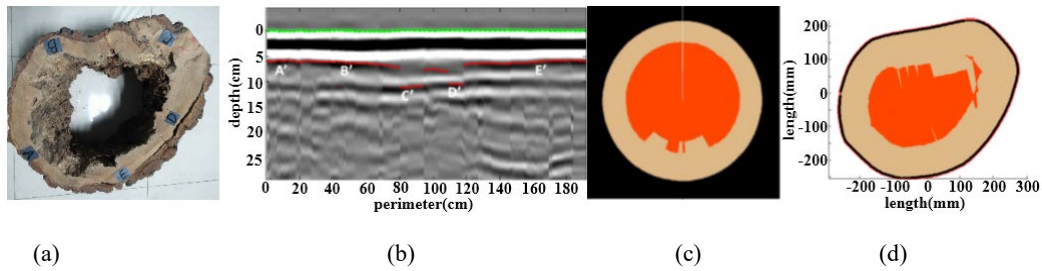 B
A
D
E
0
5
10
15
20
25
depth(cm)
A’
B’
C’
D’
E’
0 20 40 60 80 100 120 140 160 180
perimeter(cm)
200
100
0
-100
-200
length(mm)
-200 -100 0 100 200 300
length(mm)
(a)
(b)
(c)
(d)